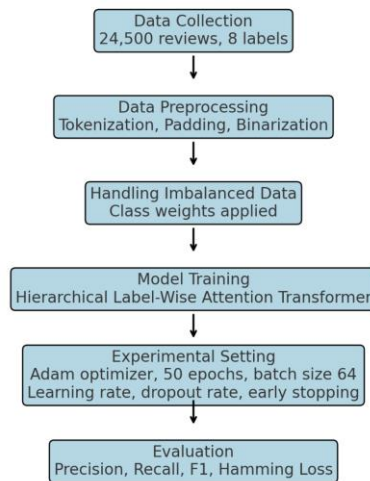 Data Collection
24,500 reviews, 8 labels
Data Preprocessing
Tokenization, Padding, Binarization
Handling Imbalanced Data
Class weights applied
Model Training
Hierarchical Label-Wise Attention Transformer
Experimental Setting
Adam optimizer, 50 epochs, batch size 64
Learning rate, dropout rate, early stopping
Evaluation
Precision, Recall, F1, Hamming Loss